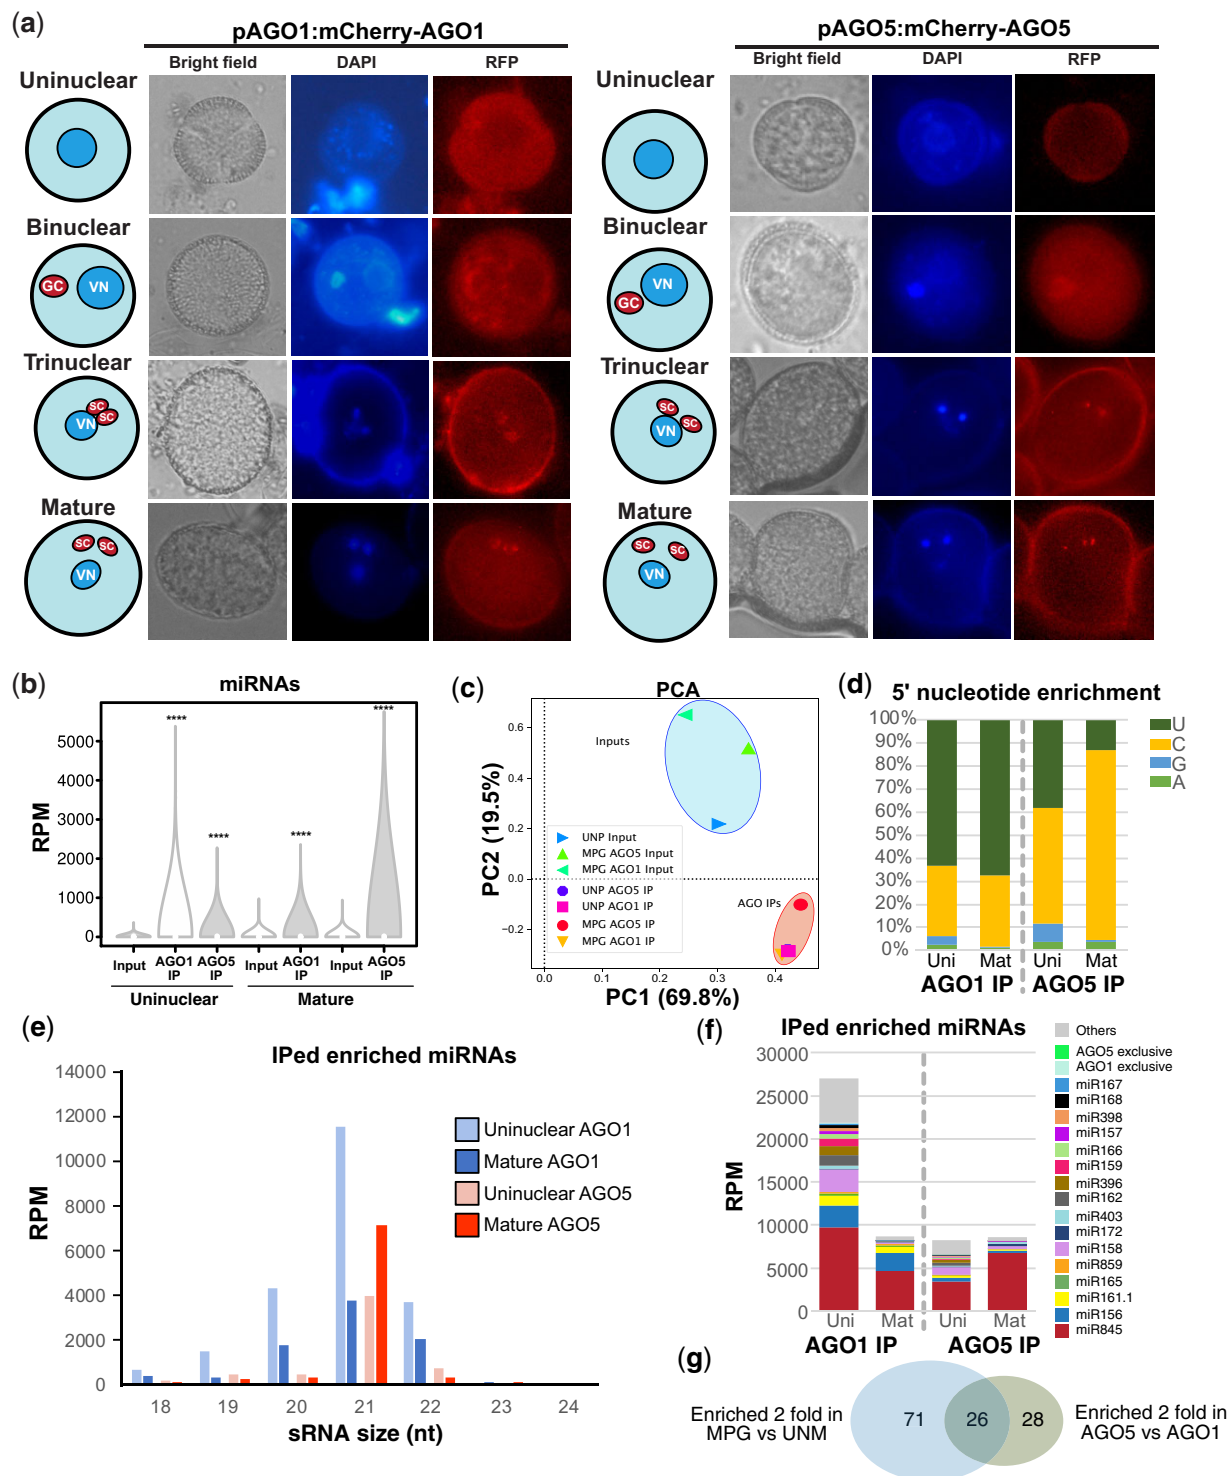 (a)
pAGO1:mCherry-AGO1
pAGO5:mCherry-AGO5
Bright field
DAPI
RFP
Bright field
DAPI
RFP
Uninuclear
Uninuclear
Binuclear
Binuclear
GC
VN
GC
VN
Trinuclear
Trinuclear
SC
SC
VN
SC
SC
VN
Mature
Mature
SC
SC
VN
SC
SC
VN
(b)
miRNAs
RPM
5000
4000
3000
2000
1000
0
****
****
****
****
Input
AGO1 IP
AGO5 IP
Input
AGO1 IP
Input
AGO5 IP
Uninuclear
Mature
(c)
PCA
PC2 (19.5%)
0.6
0.4
0.2
0.0
−0.2
Inputs
UNP Input
MPG AGO5 Input
MPG AGO1 Input
UNP AGO5 IP
UNP AGO1 IP
MPG AGO5 IP
MPG AGO1 IP
AGO IPs
0.0
0.1
0.2
0.3
0.4
PC1 (69.8%)
(d)
5' nucleotide enrichment
100%
90%
80%
70%
60%
50%
40%
30%
20%
10%
0%
U
C
G
A
Uni
Mat
Uni
Mat
AGO1 IP
AGO5 IP
(e)
IPed enriched miRNAs
RPM
14000
12000
10000
8000
6000
4000
2000
0
Uninuclear AGO1
Mature AGO1
Uninuclear AGO5
Mature AGO5
18
19
20
21
22
23
24
sRNA size (nt)
(f)
IPed enriched miRNAs
RPM
30000
25000
20000
15000
10000
5000
0
Uni
Mat
Uni
Mat
AGO1 IP
AGO5 IP
Others
AGO5 exclusive
AGO1 exclusive
miR167
miR168
miR398
miR157
miR166
miR159
miR396
miR162
miR403
miR172
miR158
miR859
miR165
miR161.1
miR156
miR845
(g)
Enriched 2 fold in
MPG vs UNM
71
26
28
Enriched 2 fold in
AGO5 vs AGO1